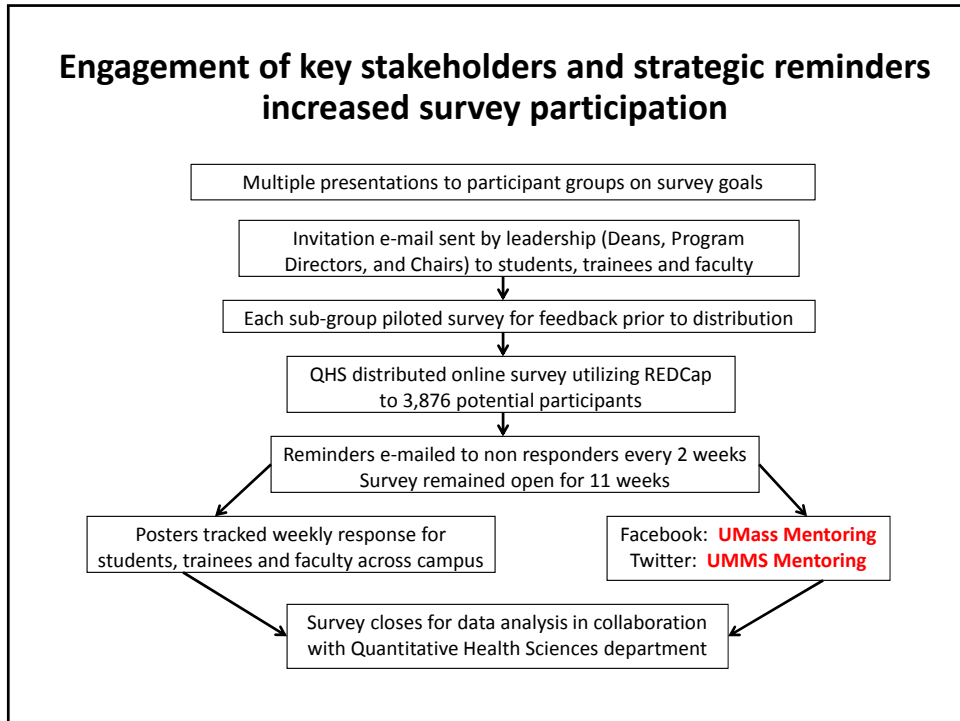 Engagement of key stakeholders and strategic reminders
increased survey participation
Multiple presentations to participant groups on survey goals
Invitation e-mail sent by leadership (Deans, Program
Directors, and Chairs) to students, trainees and faculty
Each sub-group piloted survey for feedback prior to distribution
QHS distributed online survey utilizing REDCap
to 3,876 potential participants
Reminders e-mailed to non responders every 2 weeks
Survey remained open for 11 weeks
Posters tracked weekly response for
students, trainees and faculty across campus
Facebook: UMass Mentoring
Twitter: UMMS Mentoring
Survey closes for data analysis in collaboration
with Quantitative Health Sciences department